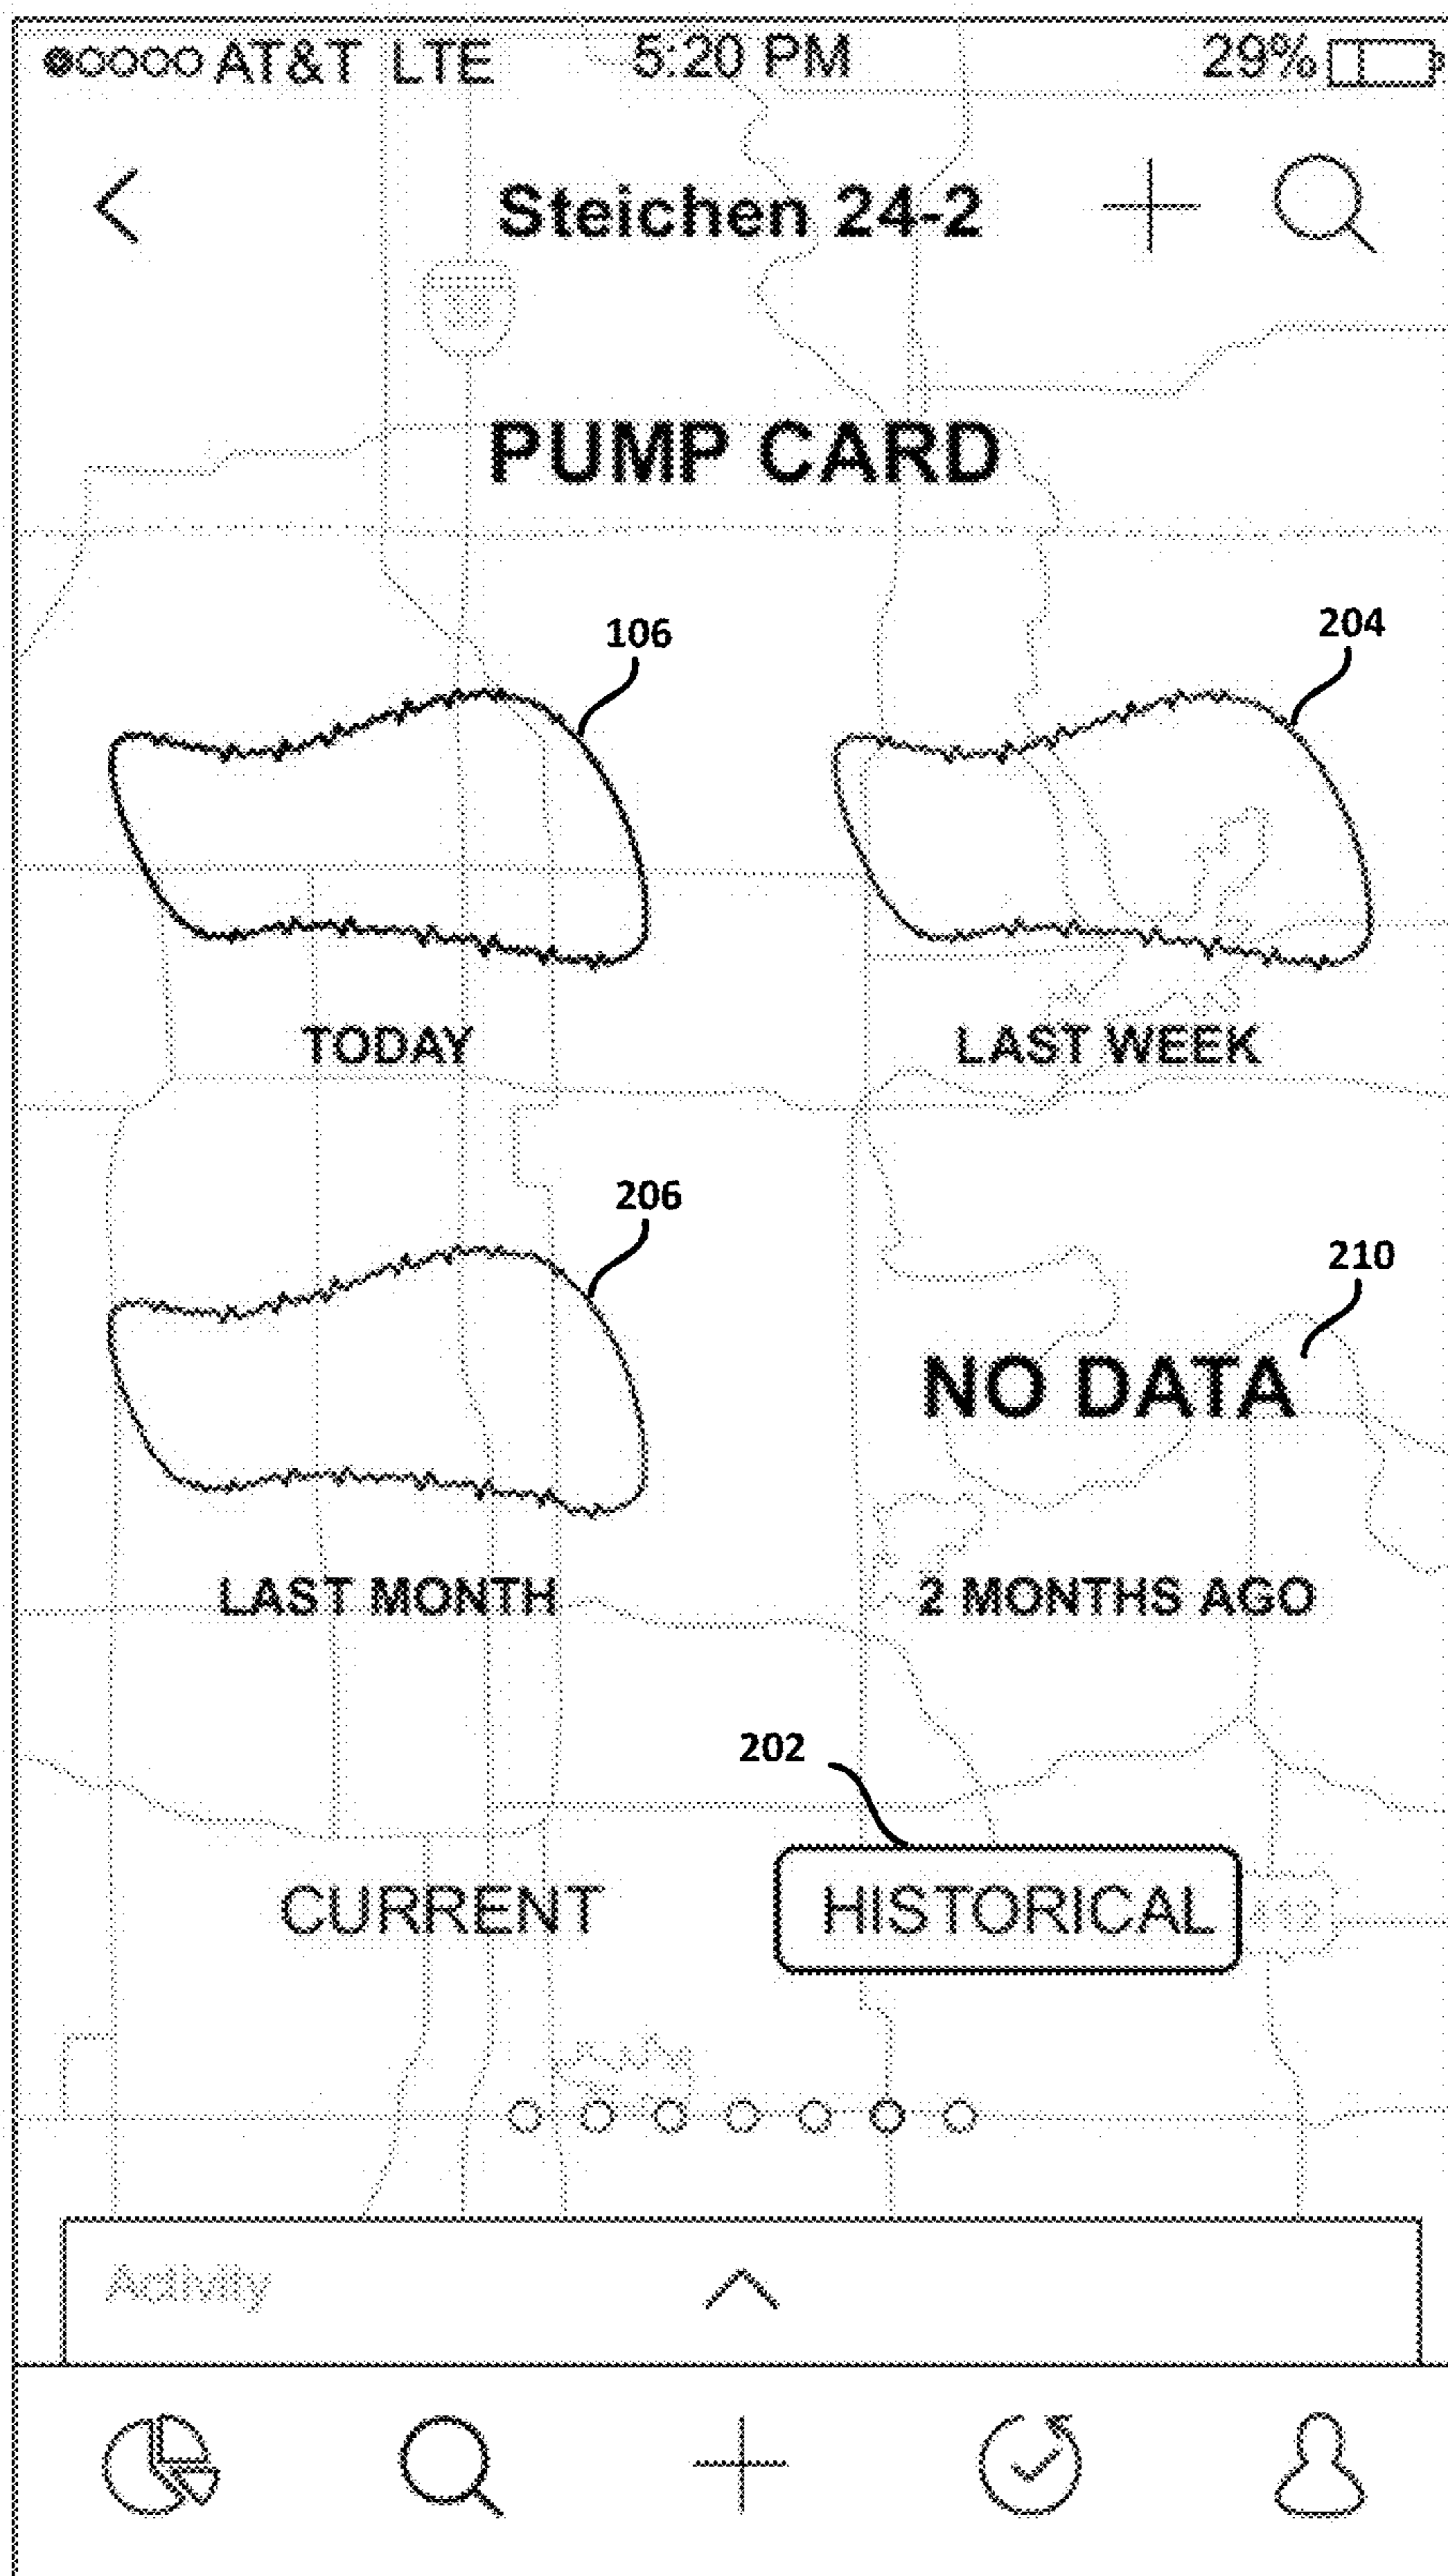 AT&T LTE 5:20 PM 29%
Steichen 24-2
PUMP CARD
106
204
TODAY
LAST WEEK
206
210
NO DATA
LAST MONTH
2 MONTHS AGO
202
CURRENT
HISTORICAL
Activity